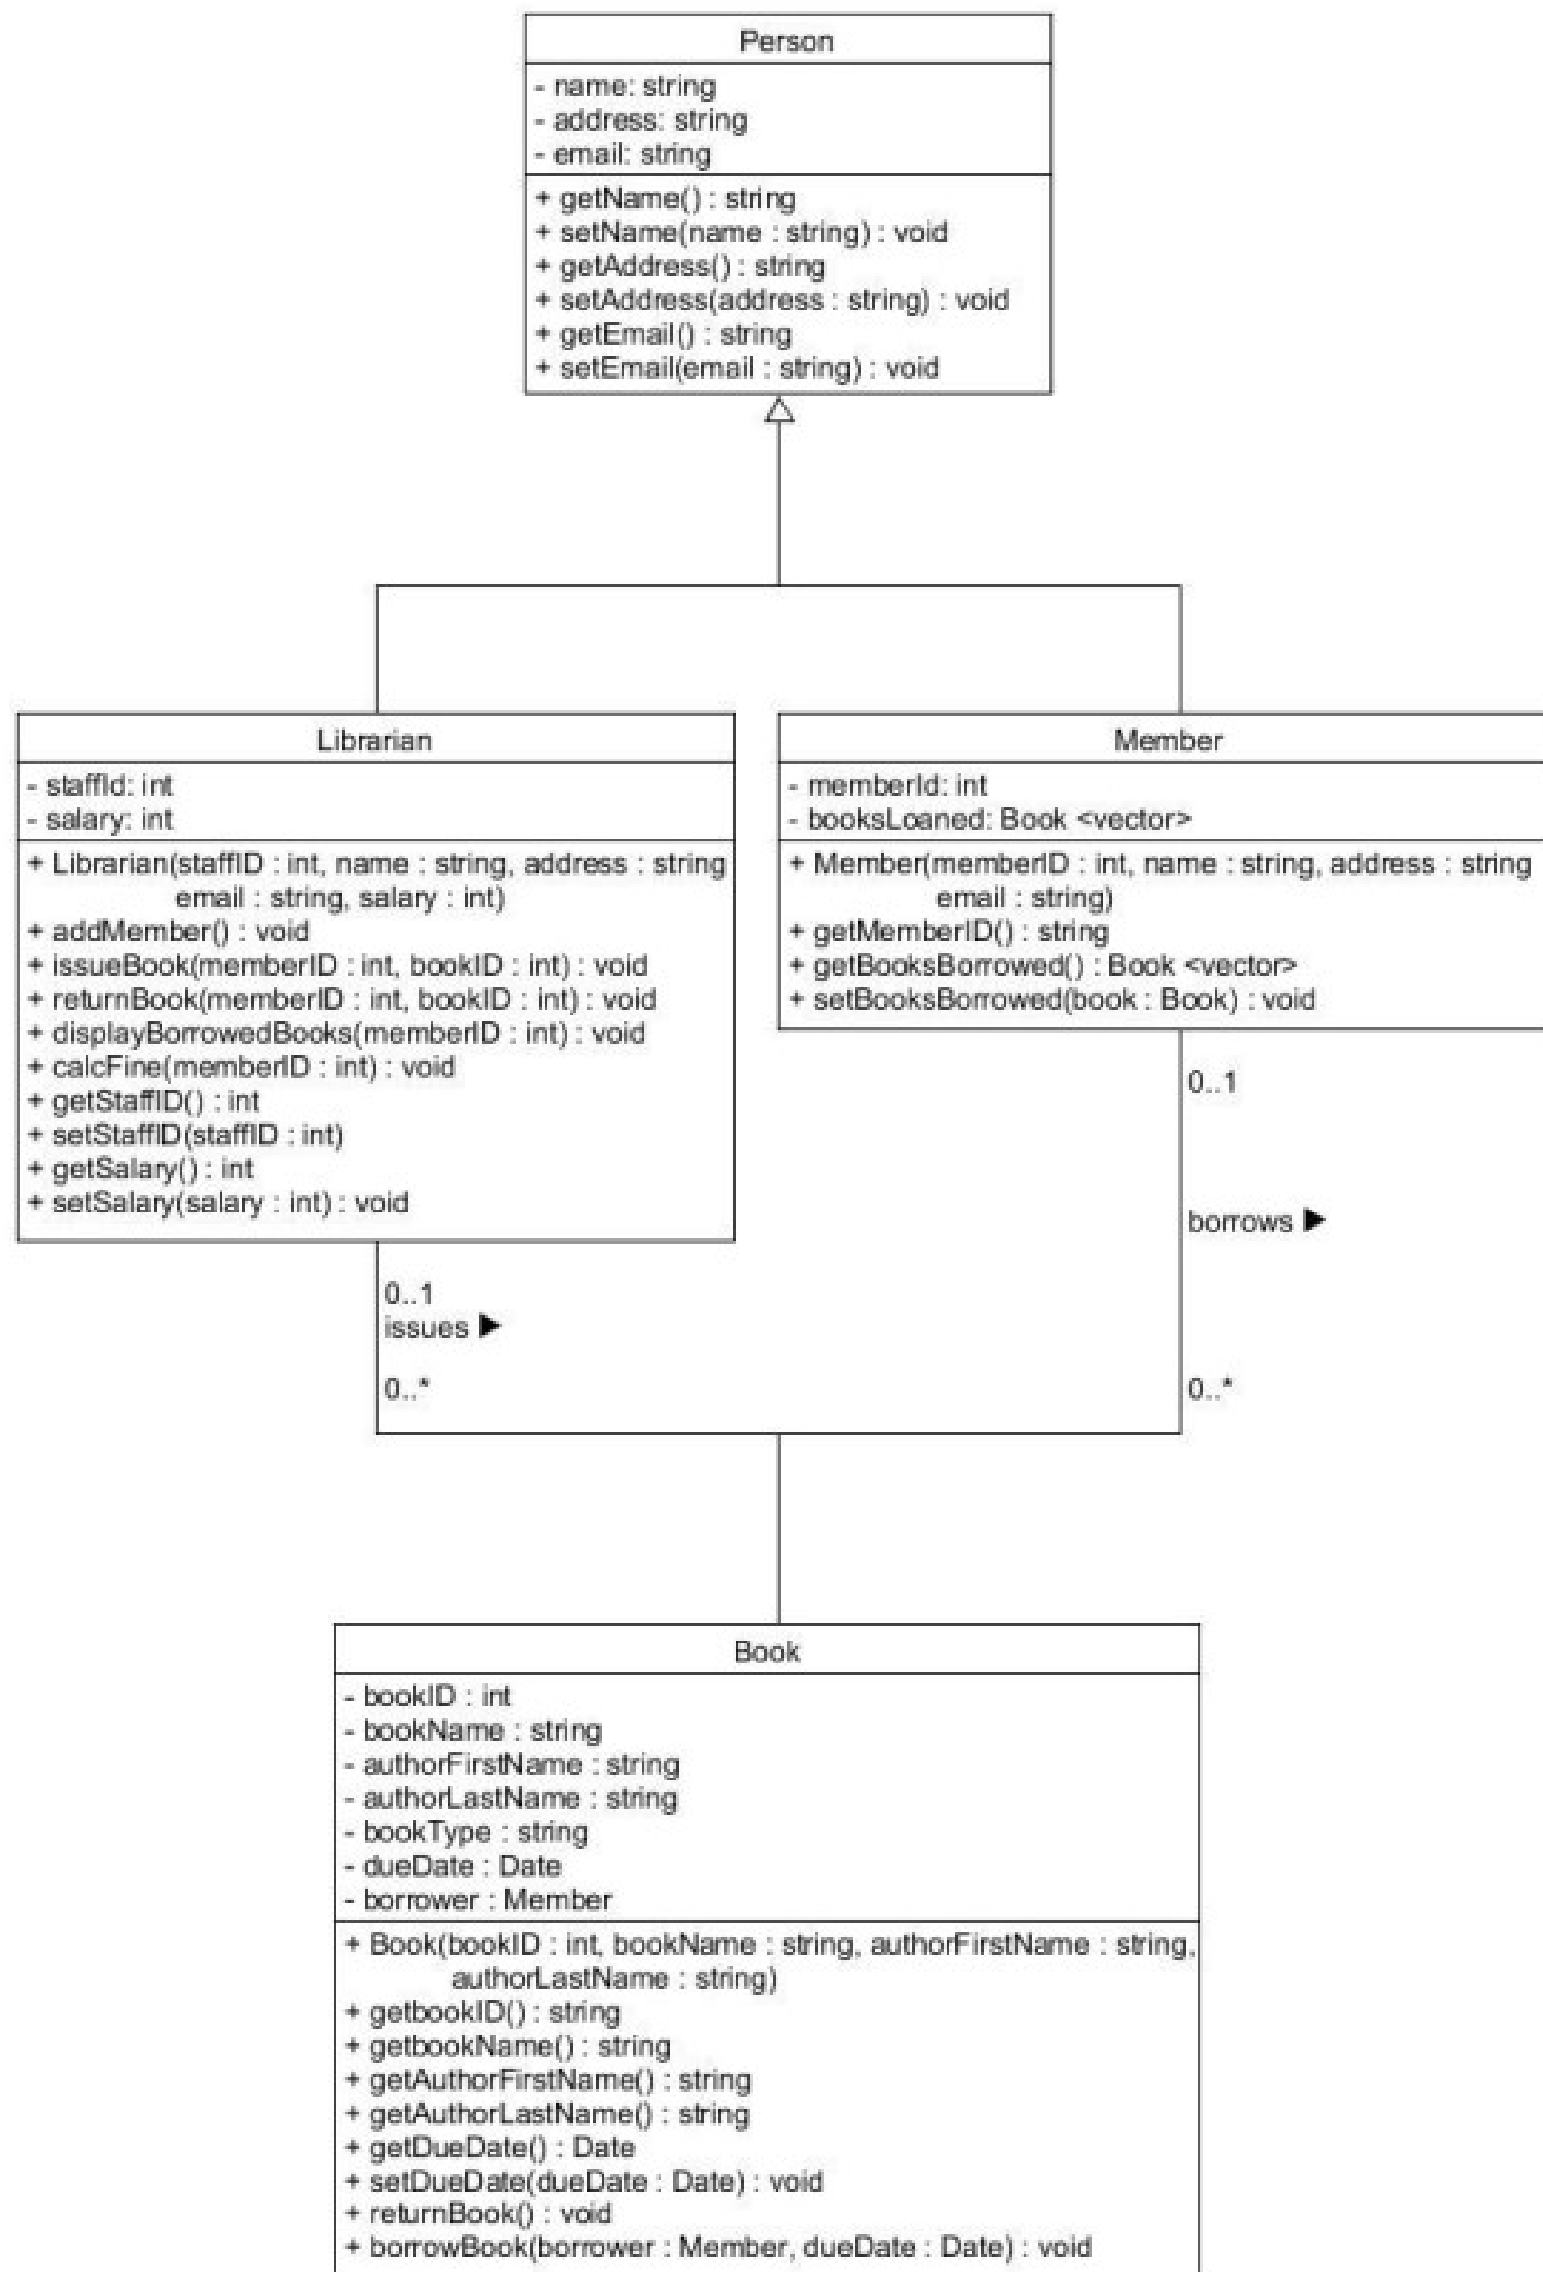 Person
- name: string
- address: string
- email: string
+ getName() : string
+ setName(name : string) : void
+ getAddress() : string
+ setAddress(address : string) : void
+ getEmail() : string
+ setEmail(email : string) : void
Librarian
- staffId: int
- salary: int
+ Librarian(staffID : int, name : string, address : string
email : string, salary : int)
+ addMember() : void
+ issueBook(memberID : int, bookID : int) : void
+ returnBook(memberID : int, bookID : int) : void
+ displayBorrowedBooks(memberID : int) : void
+ calcFine(memberID : int) : void
+ getStaffID() : int
+ setStaffID(staffID : int)
+ getSalary() : int
+ setSalary(salary : int) : void
Member
- memberId: int
- booksLoaned: Book <vector>
+ Member(memberID : int, name : string, address : string
email : string)
+ getMemberID() : string
+ getBooksBorrowed() : Book <vector>
+ setBooksBorrowed(book : Book) : void
0..1
issues ▶
0..*
0..1
borrows ▶
0..*
Book
- bookID : int
- bookName : string
- authorFirstName : string
- authorLastName : string
- bookType : string
- dueDate : Date
- borrower : Member
+ Book(bookID : int, bookName : string, authorFirstName : string,
authorLastName : string)
+ getbookID() : string
+ getbookName() : string
+ getAuthorFirstName() : string
+ getAuthorLastName() : string
+ getDueDate() : Date
+ setDueDate(dueDate : Date) : void
+ returnBook() : void
+ borrowBook(borrower : Member, dueDate : Date) : void